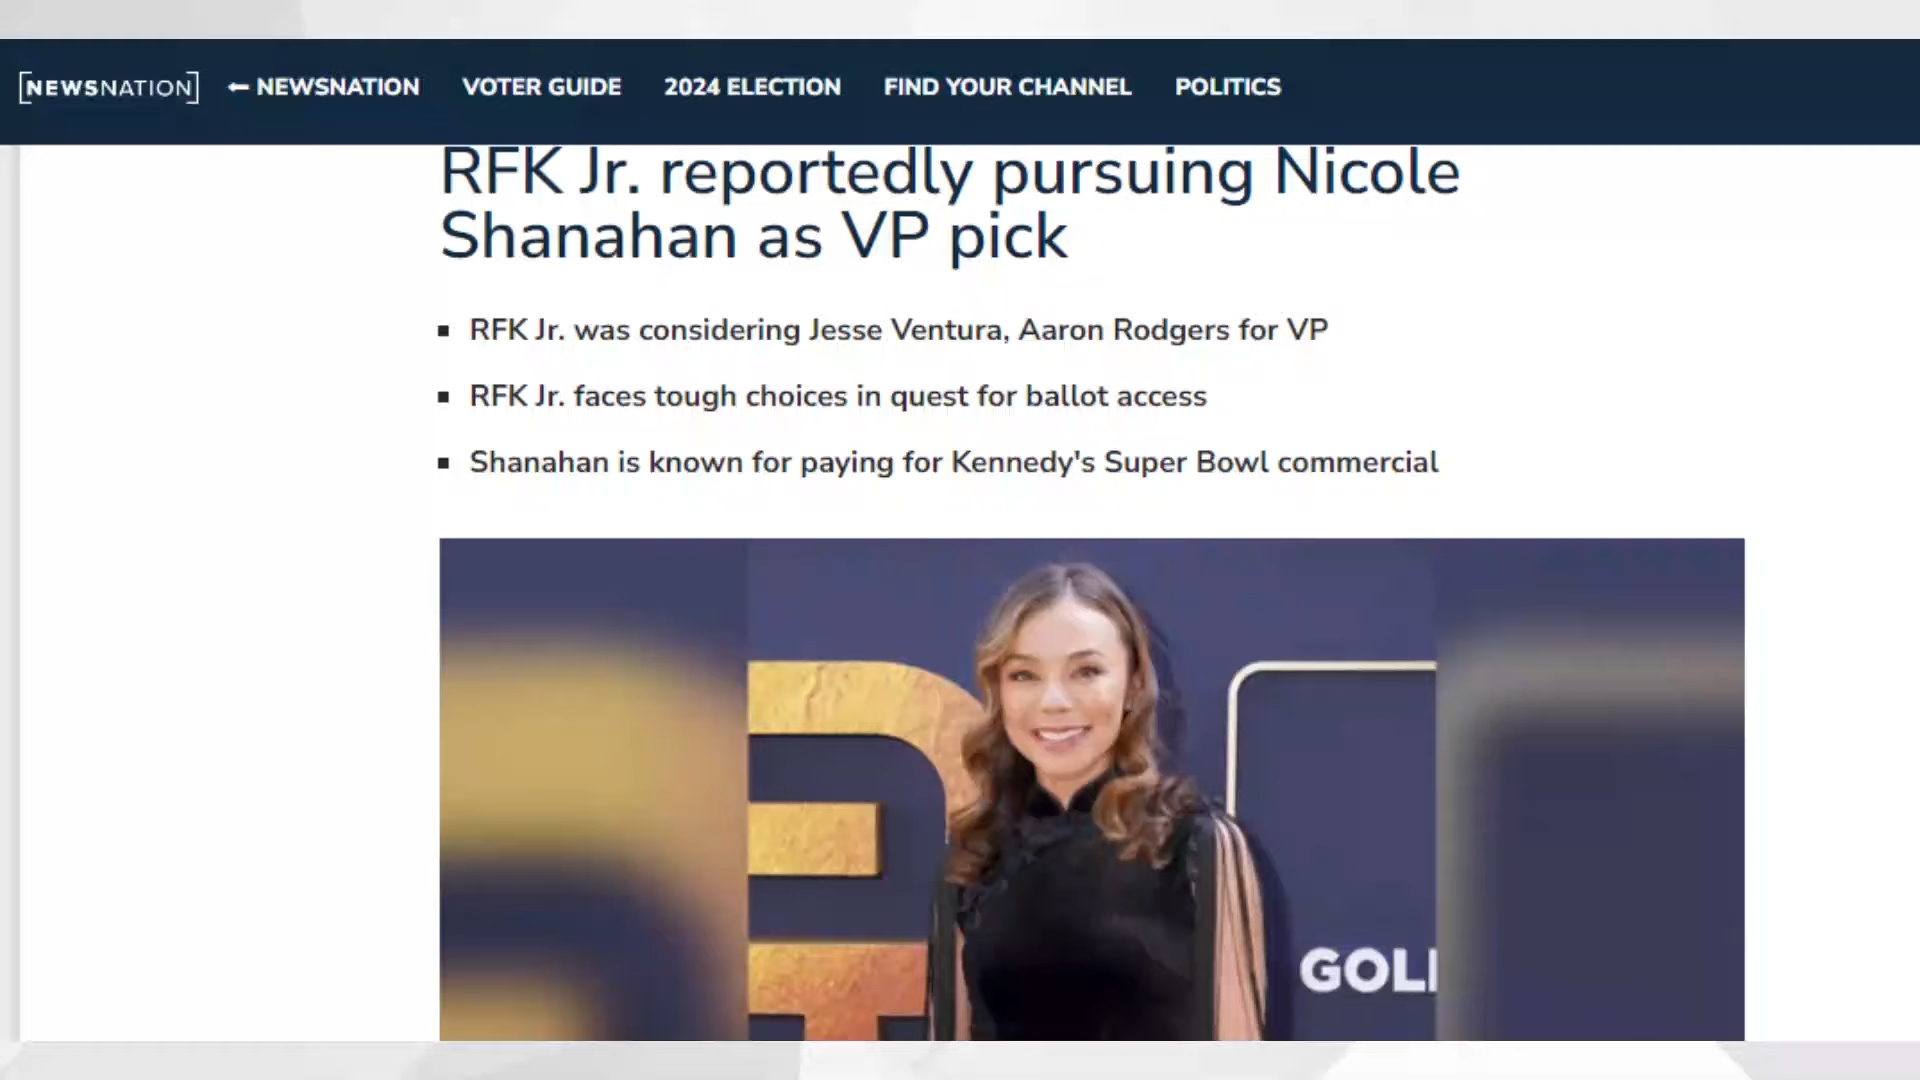 [NEWSNATION] NEWSNATION VOTER GUIDE 2024 ELECTION FIND YOUR CHANNEL POLITICS
RFK Jr. reportedly pursuing Nicole
Shanahan as VP pick
RFK Jr. was considering Jesse Ventura, Aaron Rodgers for VP
RFK Jr. faces tough choices in quest for ballot access
Shanahan is known for paying for Kennedy's Super Bowl commercial